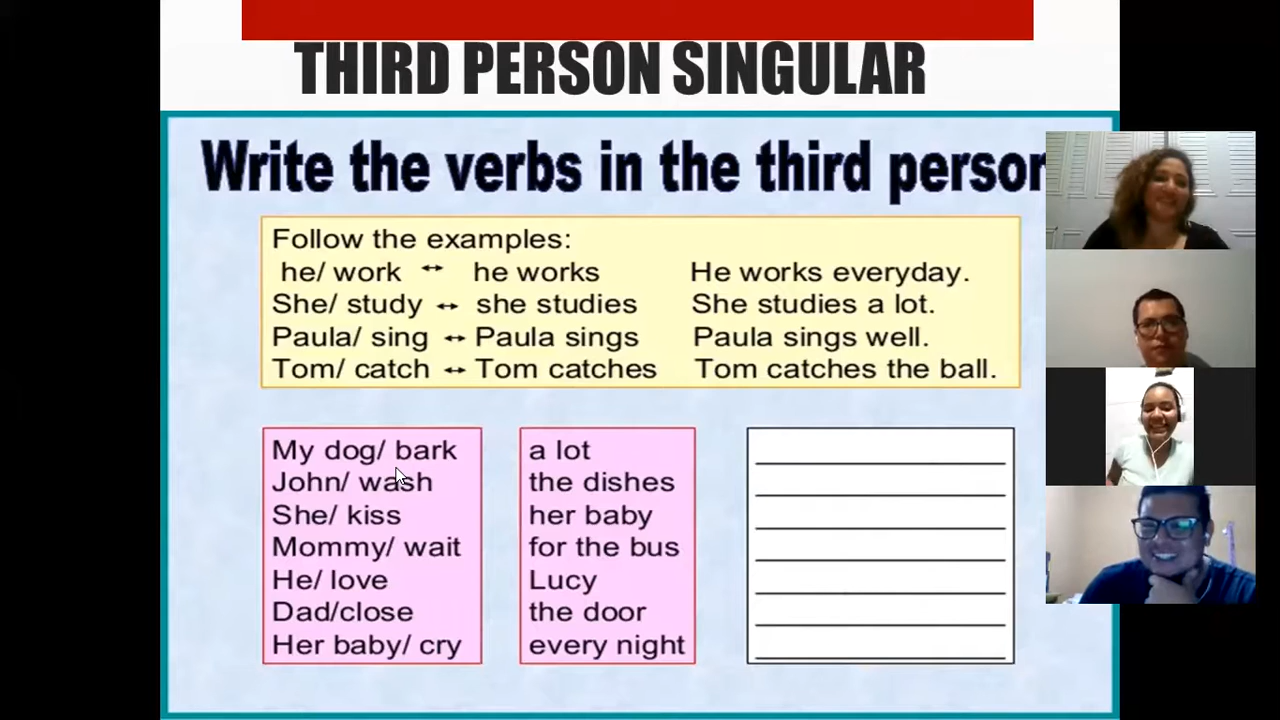 THIRD PERSON SINGULAR
Write the verbs in the third person
Follow the examples:
he/ work ↔ he works He works everyday.
She/ study ↔ she studies She studies a lot.
Paula/ sing ↔ Paula sings Paula sings well.
Tom/ catch ↔ Tom catches Tom catches the ball.
My dog/ bark a lot
John/ wash the dishes
She/ kiss her baby
Mommy/ wait for the bus
He/ love Lucy
Dad/close the door
Her baby/ cry every night